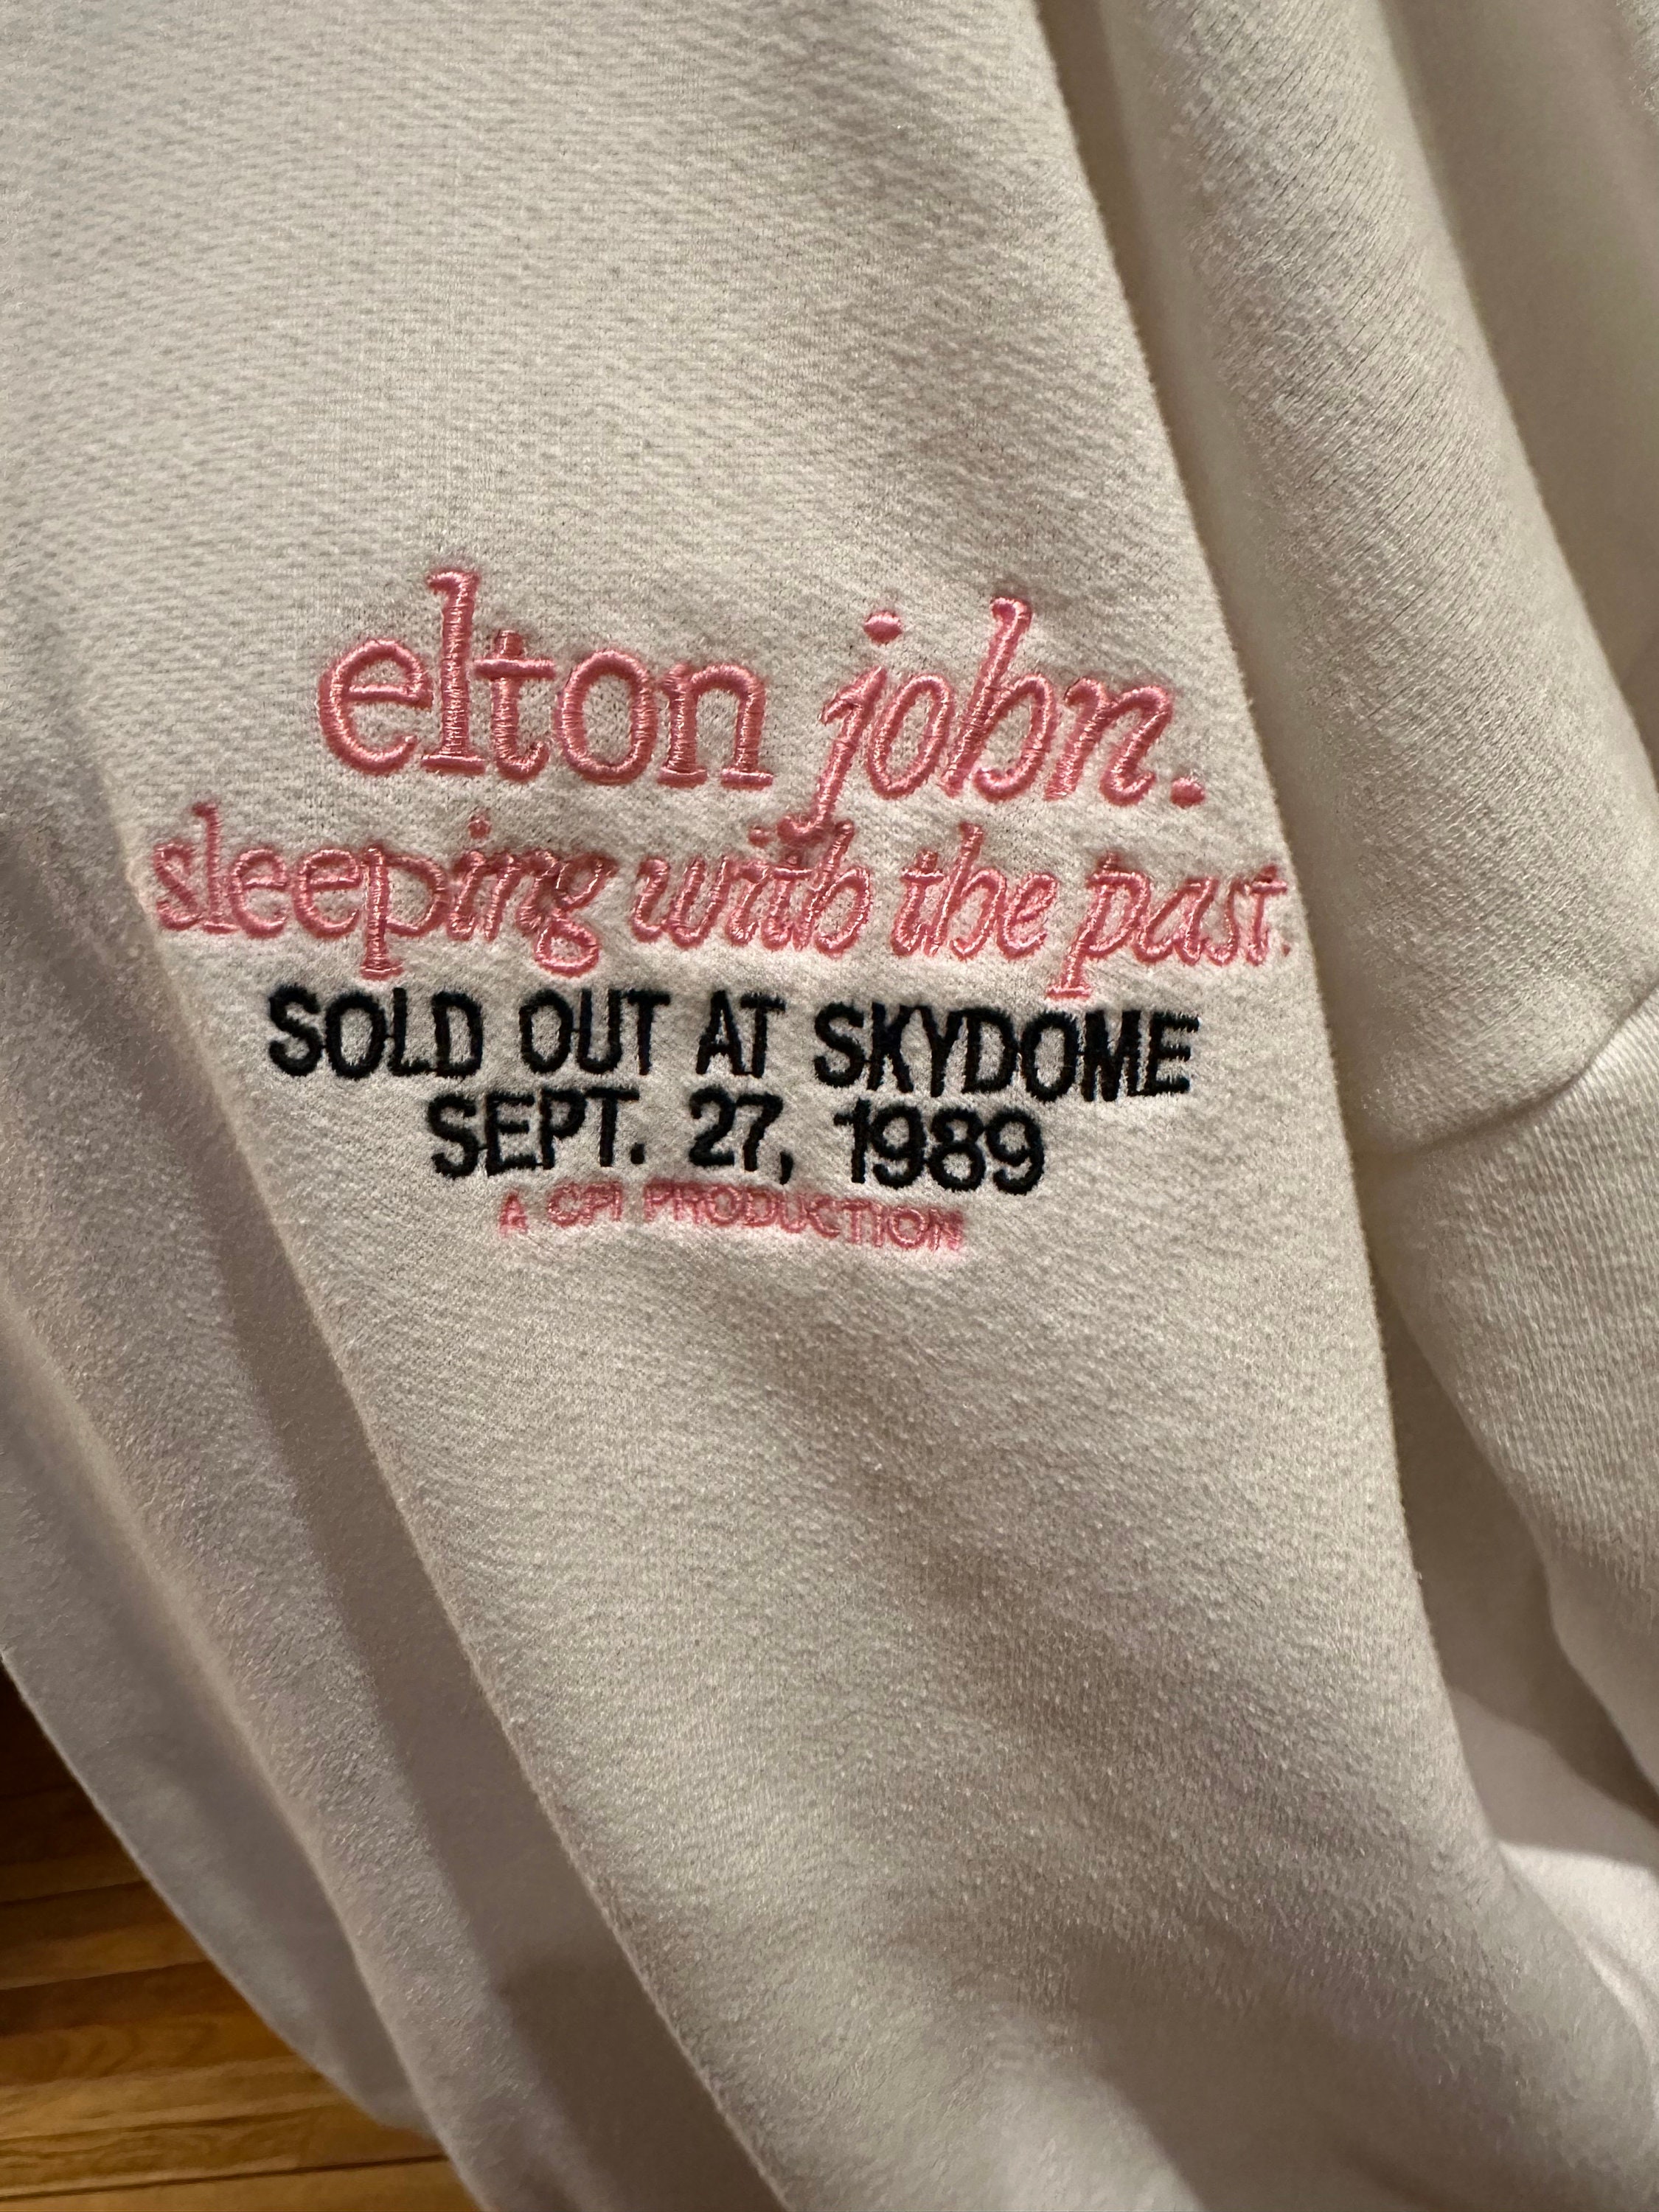 elton john.
sleeping with the past.
SOLD OUT AT SKYDOME
SEPT. 27, 1989
A CPI PRODUCTION